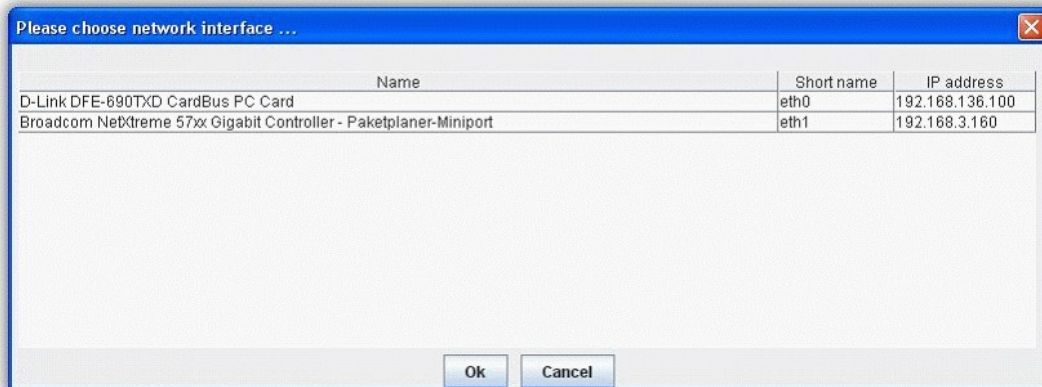 Please choose network interface ...
Name Short name IP address
D-Link DFE-690TXD CardBus PC Card eth0 192.168.136.100
Broadcom NetXtreme 57xx Gigabit Controller - Paketplaner-Miniport eth1 192.168.3.160
Ok Cancel